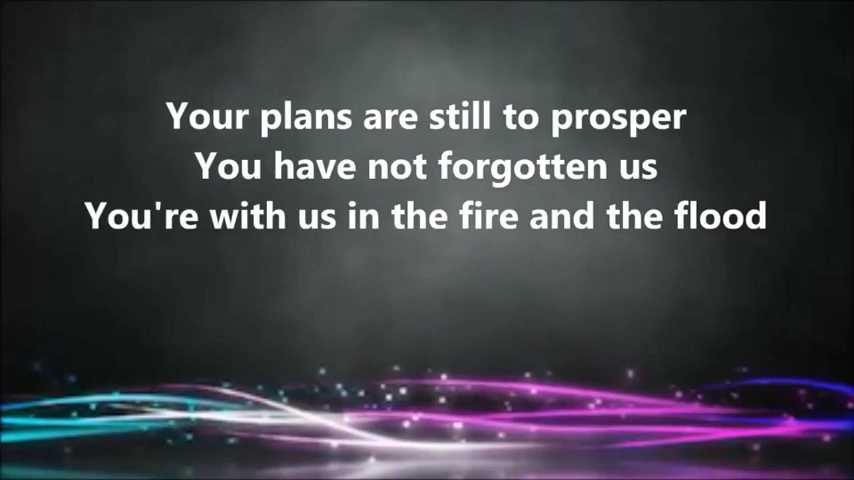 Your plans are still to prosper
You have not forgotten us
You're with us in the fire and the flood